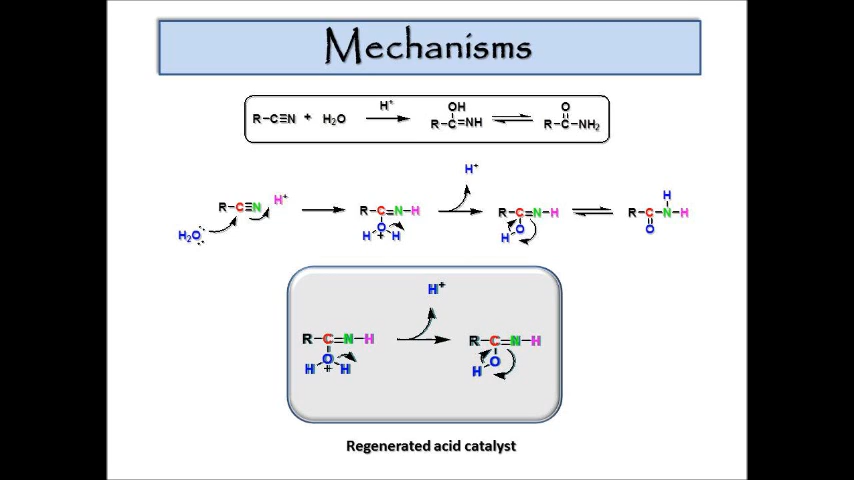 Mechanisms
R-C≡N + H₂O H⁺ R-C=NH OH R-C-NH₂ O
H⁺
H₂O: R-C≡N H⁺ R-C=N-H O H H + R-C=N-H O H R-C-N-H O H
H⁺
R-C=N-H O H H + R-C=N-H O H
Regenerated acid catalyst